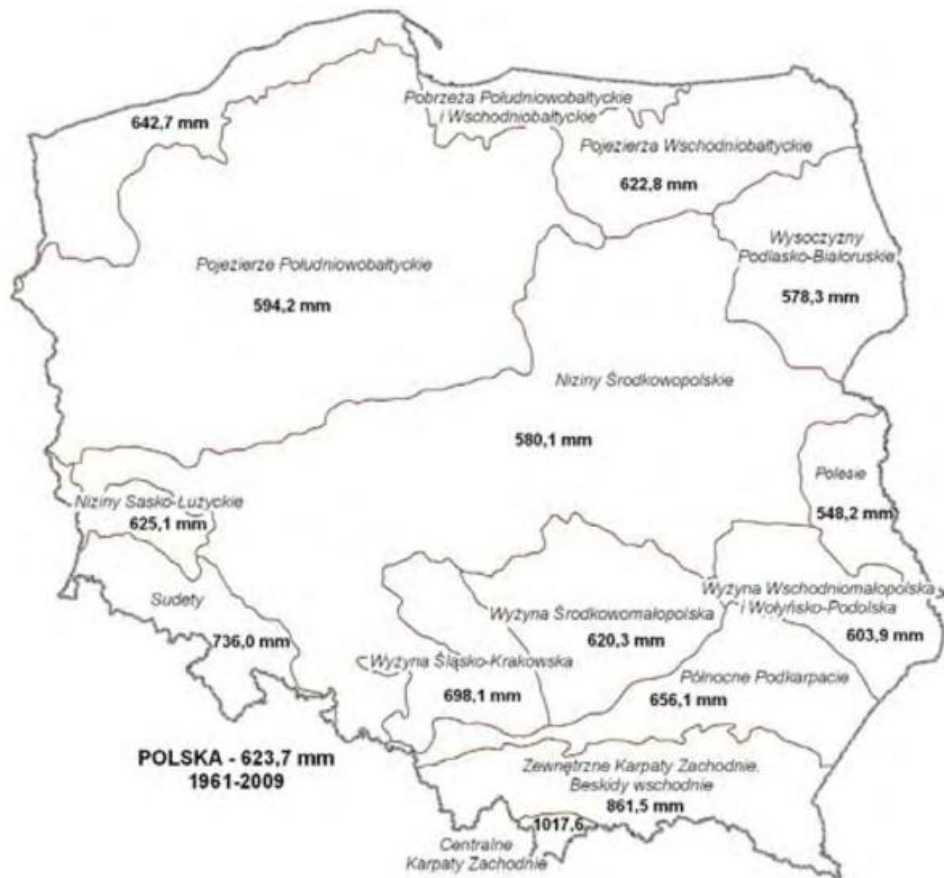 Pobrzeża Południowobałtyckie
i Wschodniobałtyckie
642,7 mm
Pojezierza Wschodniobałtyckie
622,8 mm
Wysoczyzny
Podlasko-Białoruskie
578,3 mm
Pojezierze Południowobałtyckie
594,2 mm
Niziny Środkowopolskie
580,1 mm
Polesie
548,2 mm
Niziny Sasko-Łużyckie
625,1 mm
Sudety
736,0 mm
Wyżyna Śląsko-Krakowska
698,1 mm
Wyżyna Środkowomałopolska
620,3 mm
Wyżyna Wschodniomałopolska
i Wołyńsko-Podolska
603,9 mm
Północne Podkarpacie
656,1 mm
POLSKA - 623,7 mm
1961-2009
Zewnętrzne Karpaty Zachodnie,
Beskidy wschodnie
861,5 mm
1017,6
Centralne
Karpaty Zachodnie